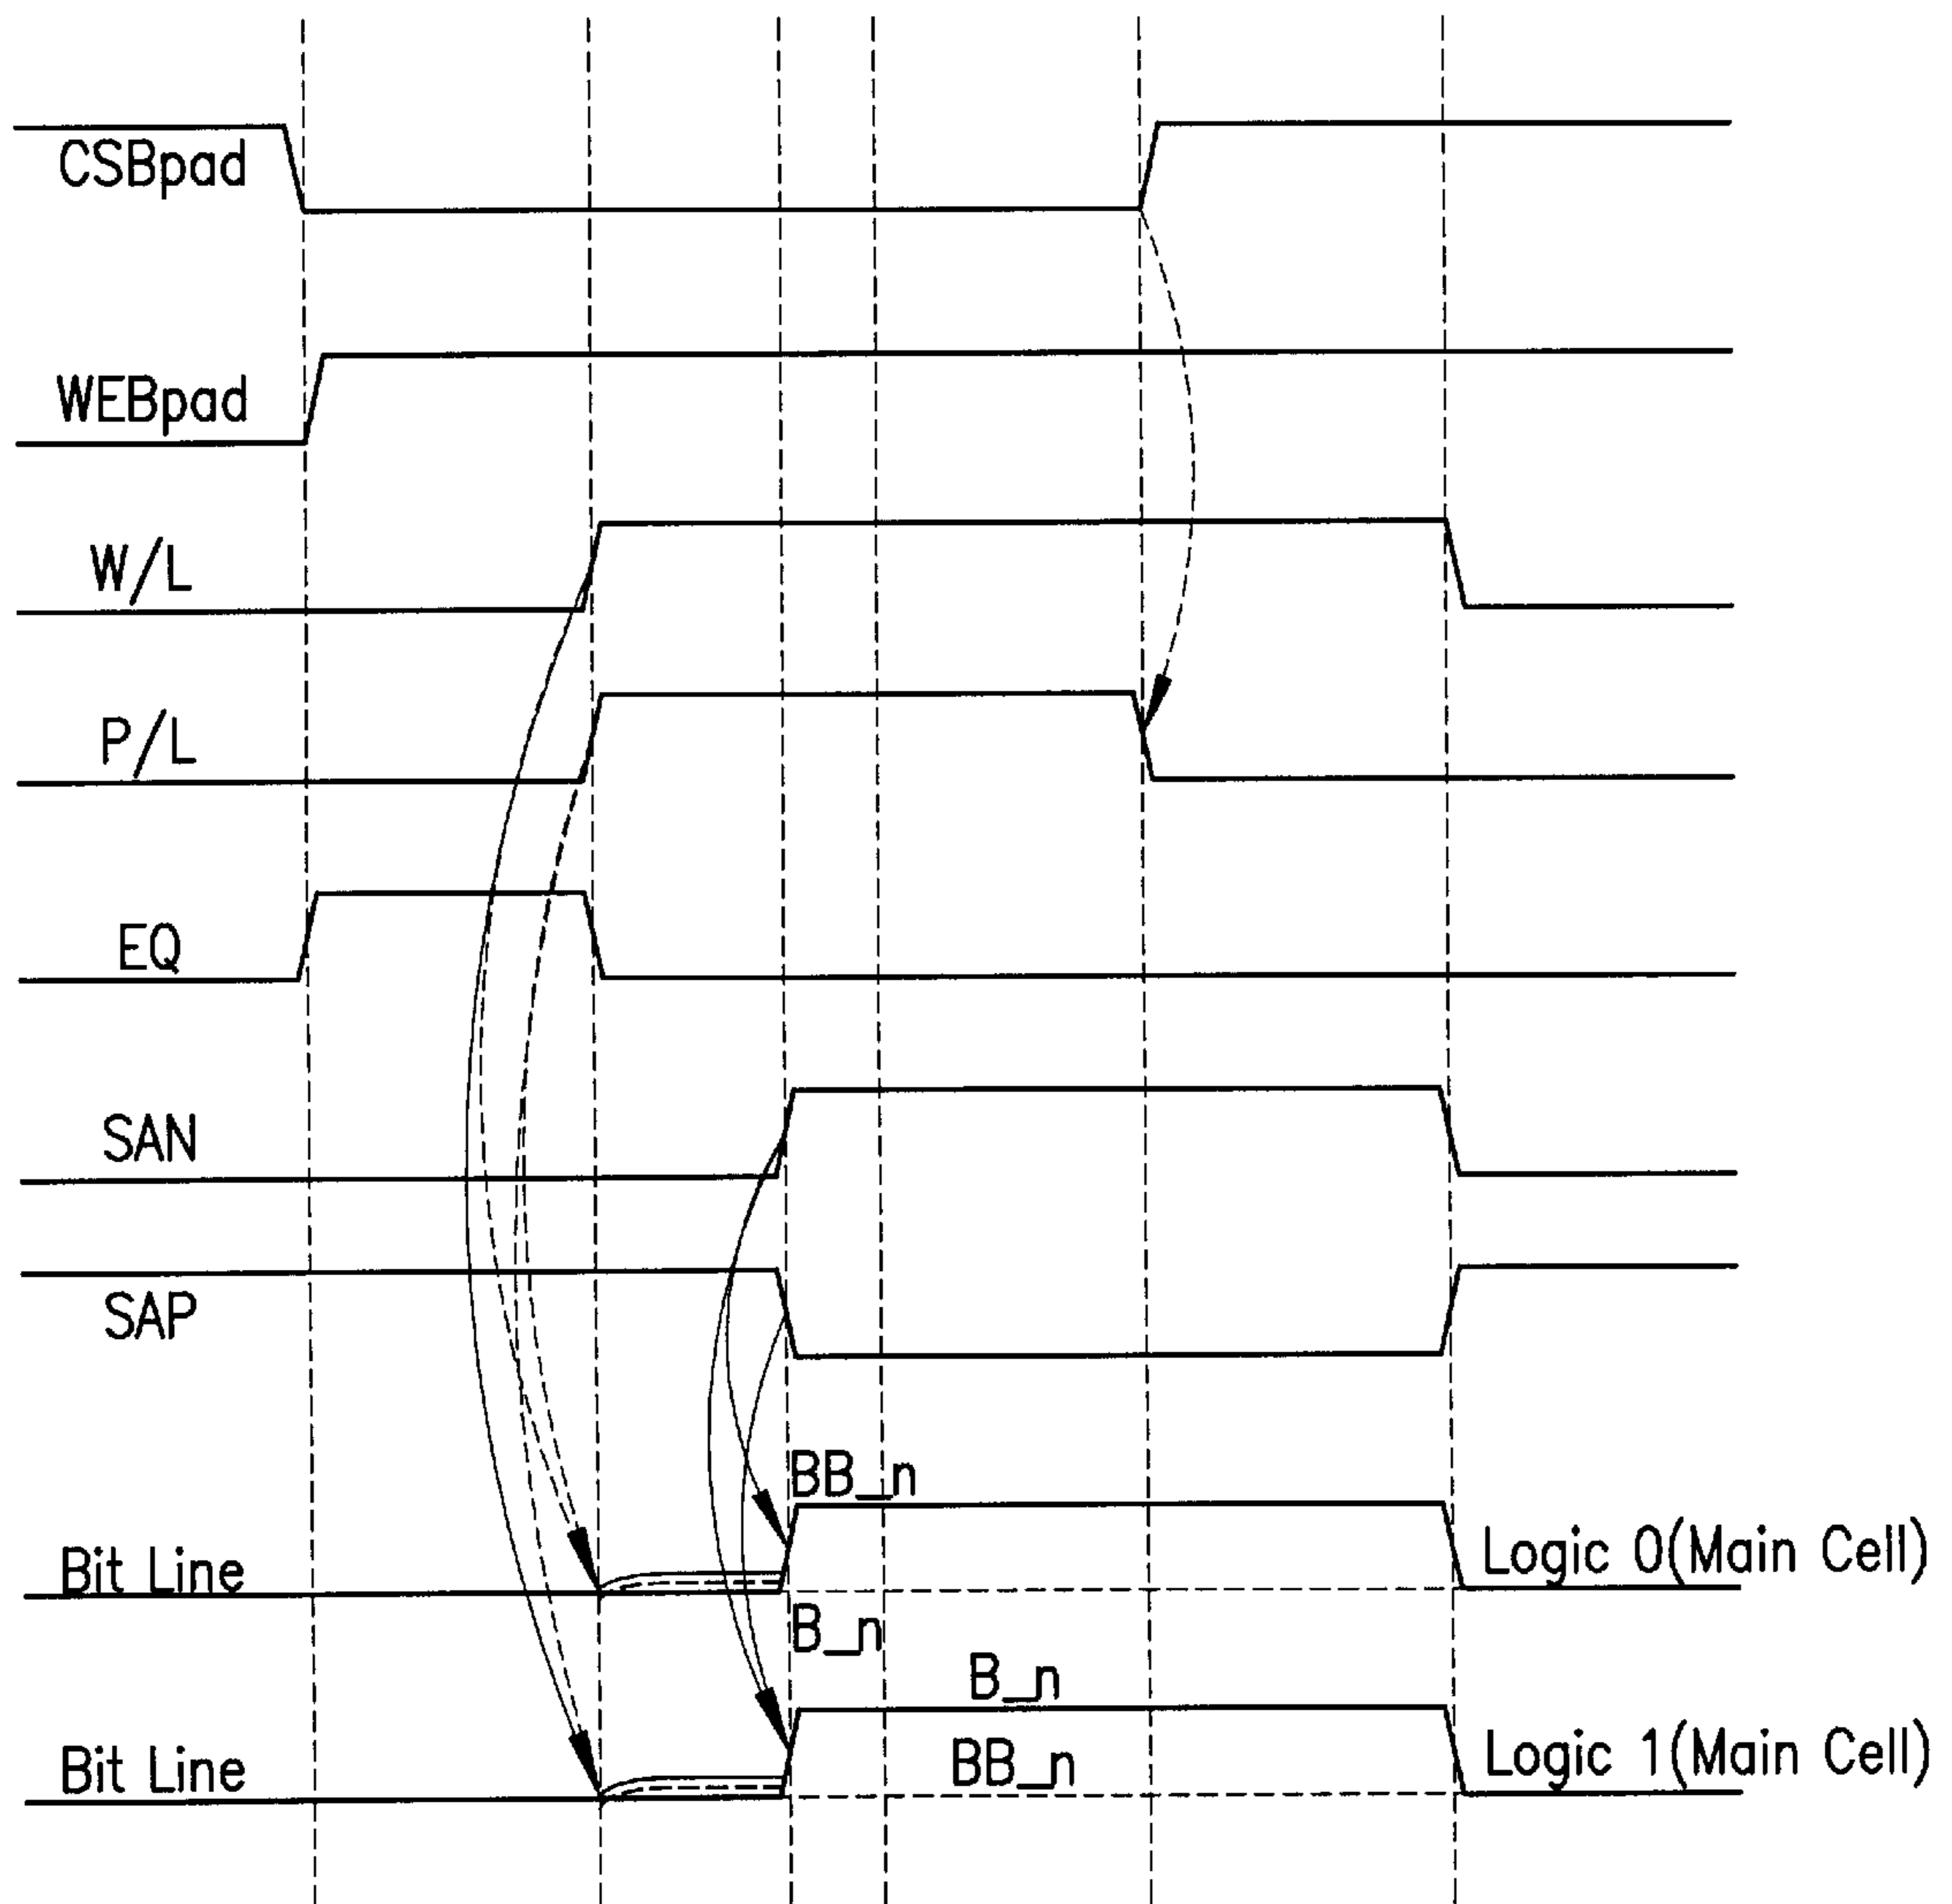 CSBpad
WEBpad
W/L
P/L
EQ
SAN
SAP
BB_n
Bit Line
Logic 0(Main Cell)
B_n
B_n
Bit Line
BB_n
Logic 1(Main Cell)